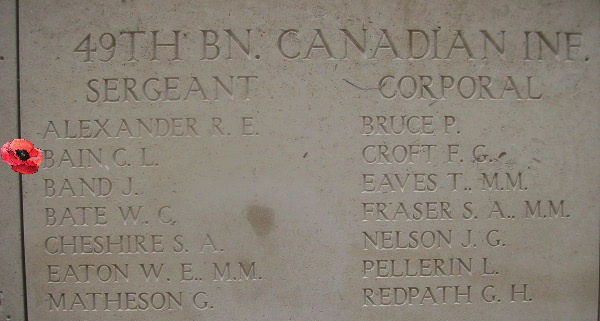 49TH BN. CANADIAN INF.
SERGEANT
ALEXANDER R. E.
BAIN C. L.
BAND J.
BATE W. C.
CHESHIRE S. A.
EATON W. E., M.M.
MATHESON G.
CORPORAL
BRUCE P.
CROFT F. G.
EAVES T., M.M.
FRASER S. A., M.M.
NELSON J. G.
PELLERIN L.
REDPATH G. H.